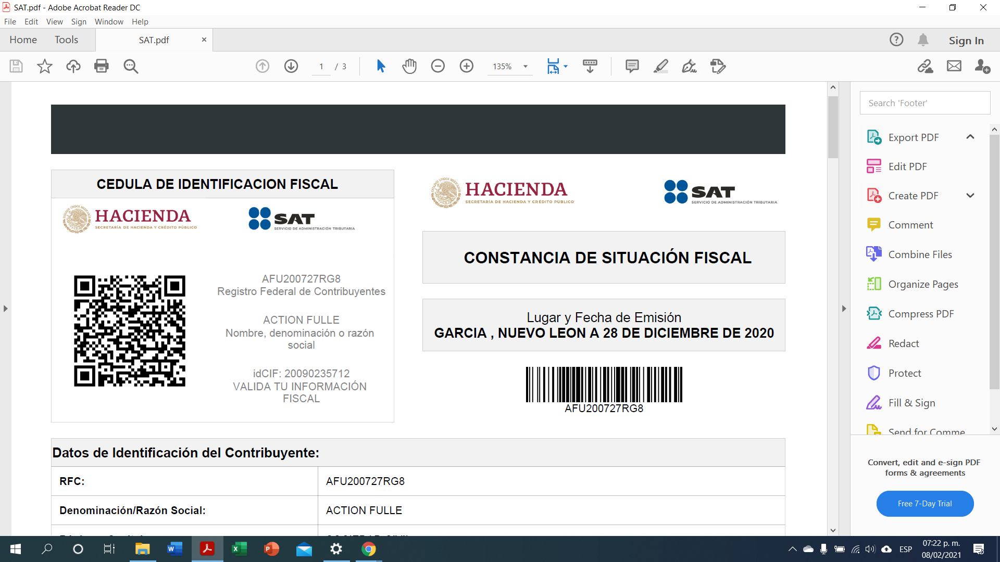 SAT.pdf - Adobe Acrobat Reader DC
File Edit View Sign Window Help
Home Tools SAT.pdf × Sign In
1 / 3 135%
CEDULA DE IDENTIFICACION FISCAL
HACIENDA
SECRETARÍA DE HACIENDA Y CRÉDITO PÚBLICO
SAT
SERVICIO DE ADMINISTRACIÓN TRIBUTARIA
AFU200727RG8
Registro Federal de Contribuyentes
ACTION FULLE
Nombre, denominación o razón
social
idCIF: 20090235712
VALIDA TU INFORMACIÓN
FISCAL
HACIENDA
SECRETARÍA DE HACIENDA Y CRÉDITO PÚBLICO
SAT
SERVICIO DE ADMINISTRACIÓN TRIBUTARIA
CONSTANCIA DE SITUACIÓN FISCAL
Lugar y Fecha de Emisión
GARCIA , NUEVO LEON A 28 DE DICIEMBRE DE 2020
AFU200727RG8
Datos de Identificación del Contribuyente:
RFC: AFU200727RG8
Denominación/Razón Social: ACTION FULLE
Search 'Footer'
Export PDF
Edit PDF
Create PDF
Comment
Combine Files
Organize Pages
Compress PDF
Redact
Protect
Fill & Sign
Send for Comme
Convert, edit and e-sign PDF
forms & agreements
Free 7-Day Trial
ESP
07:22 p. m.
08/02/2021